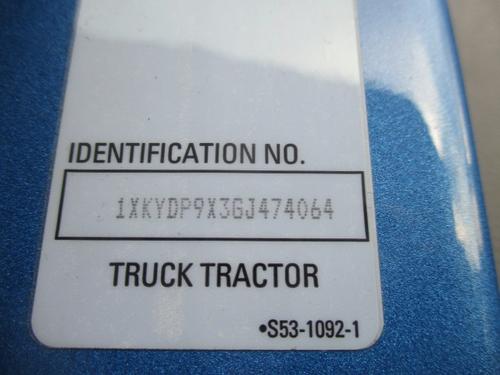 IDENTIFICATION NO.
1XKYDP9X3GJ474064
TRUCK TRACTOR
•S53-1092-1